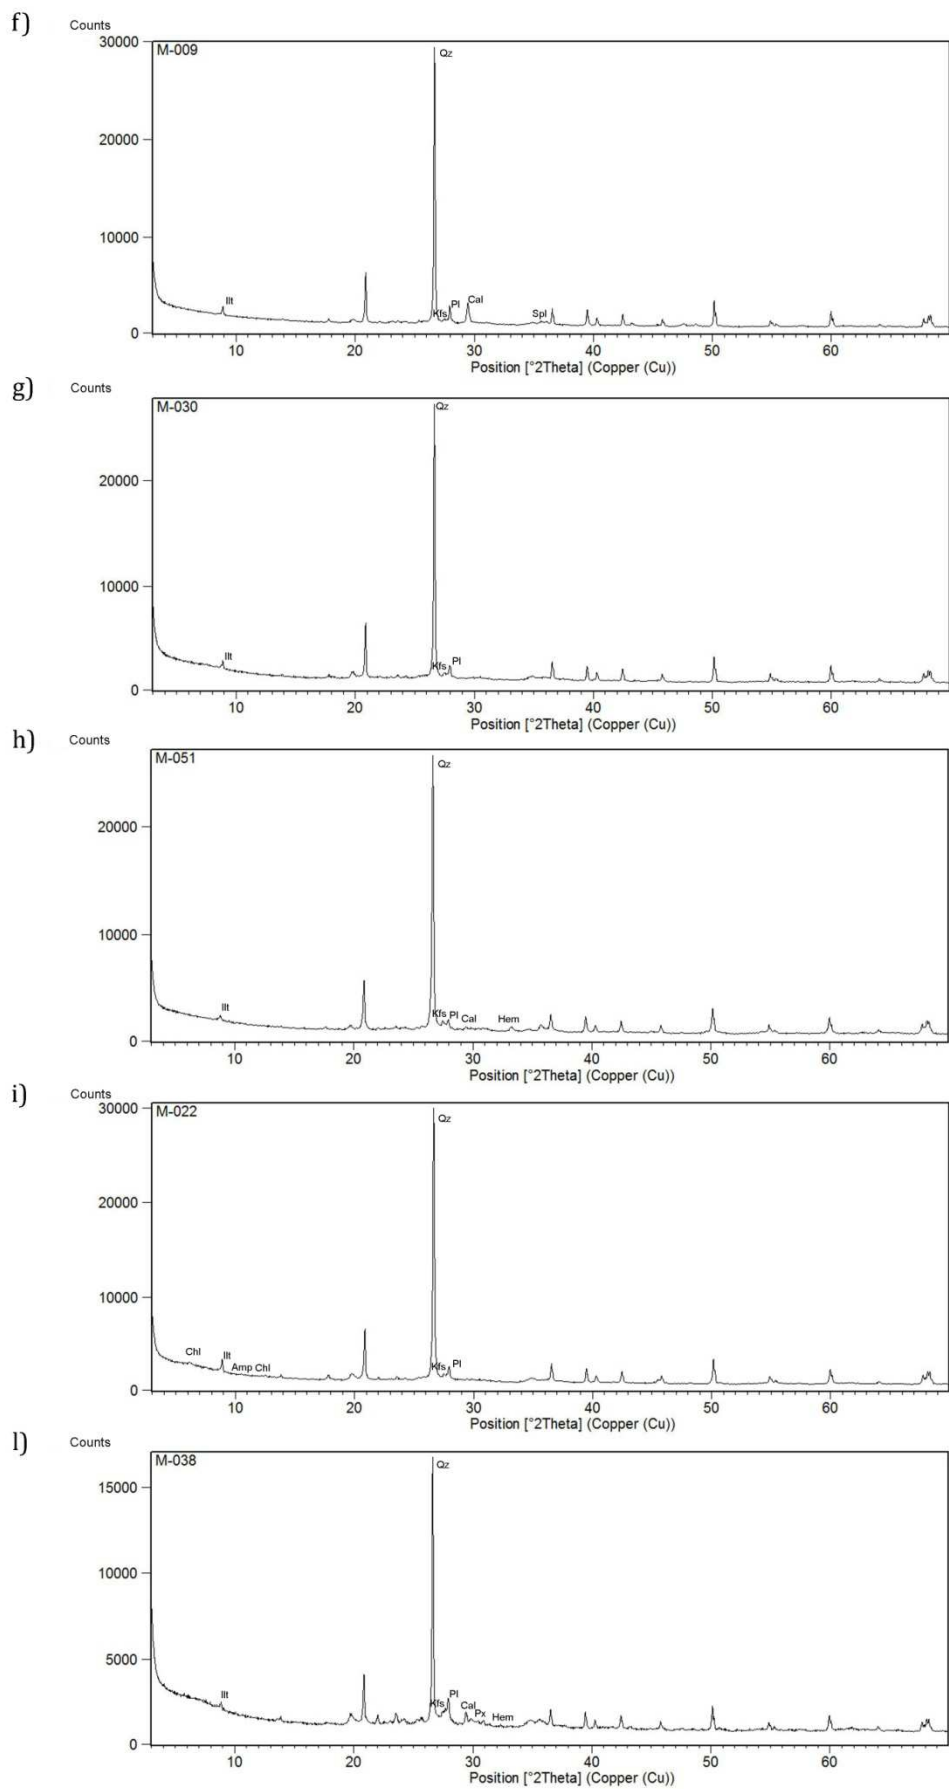 f) Counts
30000
M-009
Qz
20000
10000
Ilt
Kfs
Pl
Cal
Spl
0
10 20 30 40 50 60
Position [°2Theta] (Copper (Cu))
g) Counts
M-030
Qz
20000
10000
Ilt
Kfs
Pl
0
10 20 30 40 50 60
Position [°2Theta] (Copper (Cu))
h) Counts
M-051
Qz
20000
10000
Ilt
Kfs
Pl
Cal
Hem
0
10 20 30 40 50 60
Position [°2Theta] (Copper (Cu))
i) Counts
30000
M-022
Qz
20000
10000
Chl
Ilt
Amp Chl
Kfs
Pl
0
10 20 30 40 50 60
Position [°2Theta] (Copper (Cu))
l) Counts
M-038
Qz
15000
10000
5000
Ilt
Kfs
Pl
Cal
Px
Hem
0
10 20 30 40 50 60
Position [°2Theta] (Copper (Cu))